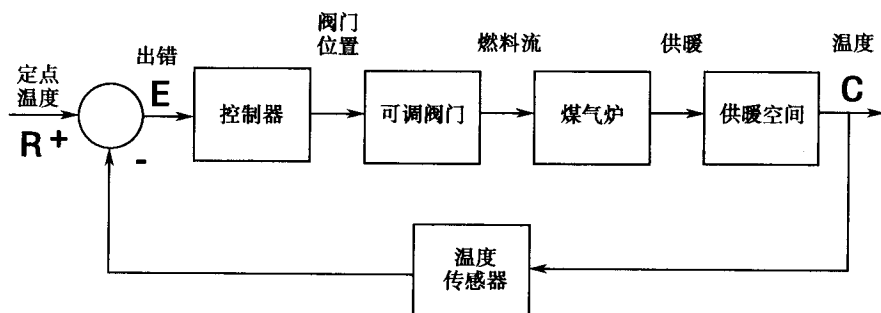 定点
温度
R +
-
出错
E
控制器
阀门
位置
可调阀门
燃料流
煤气炉
供暖
供暖空间
温度
C
温度
传感器